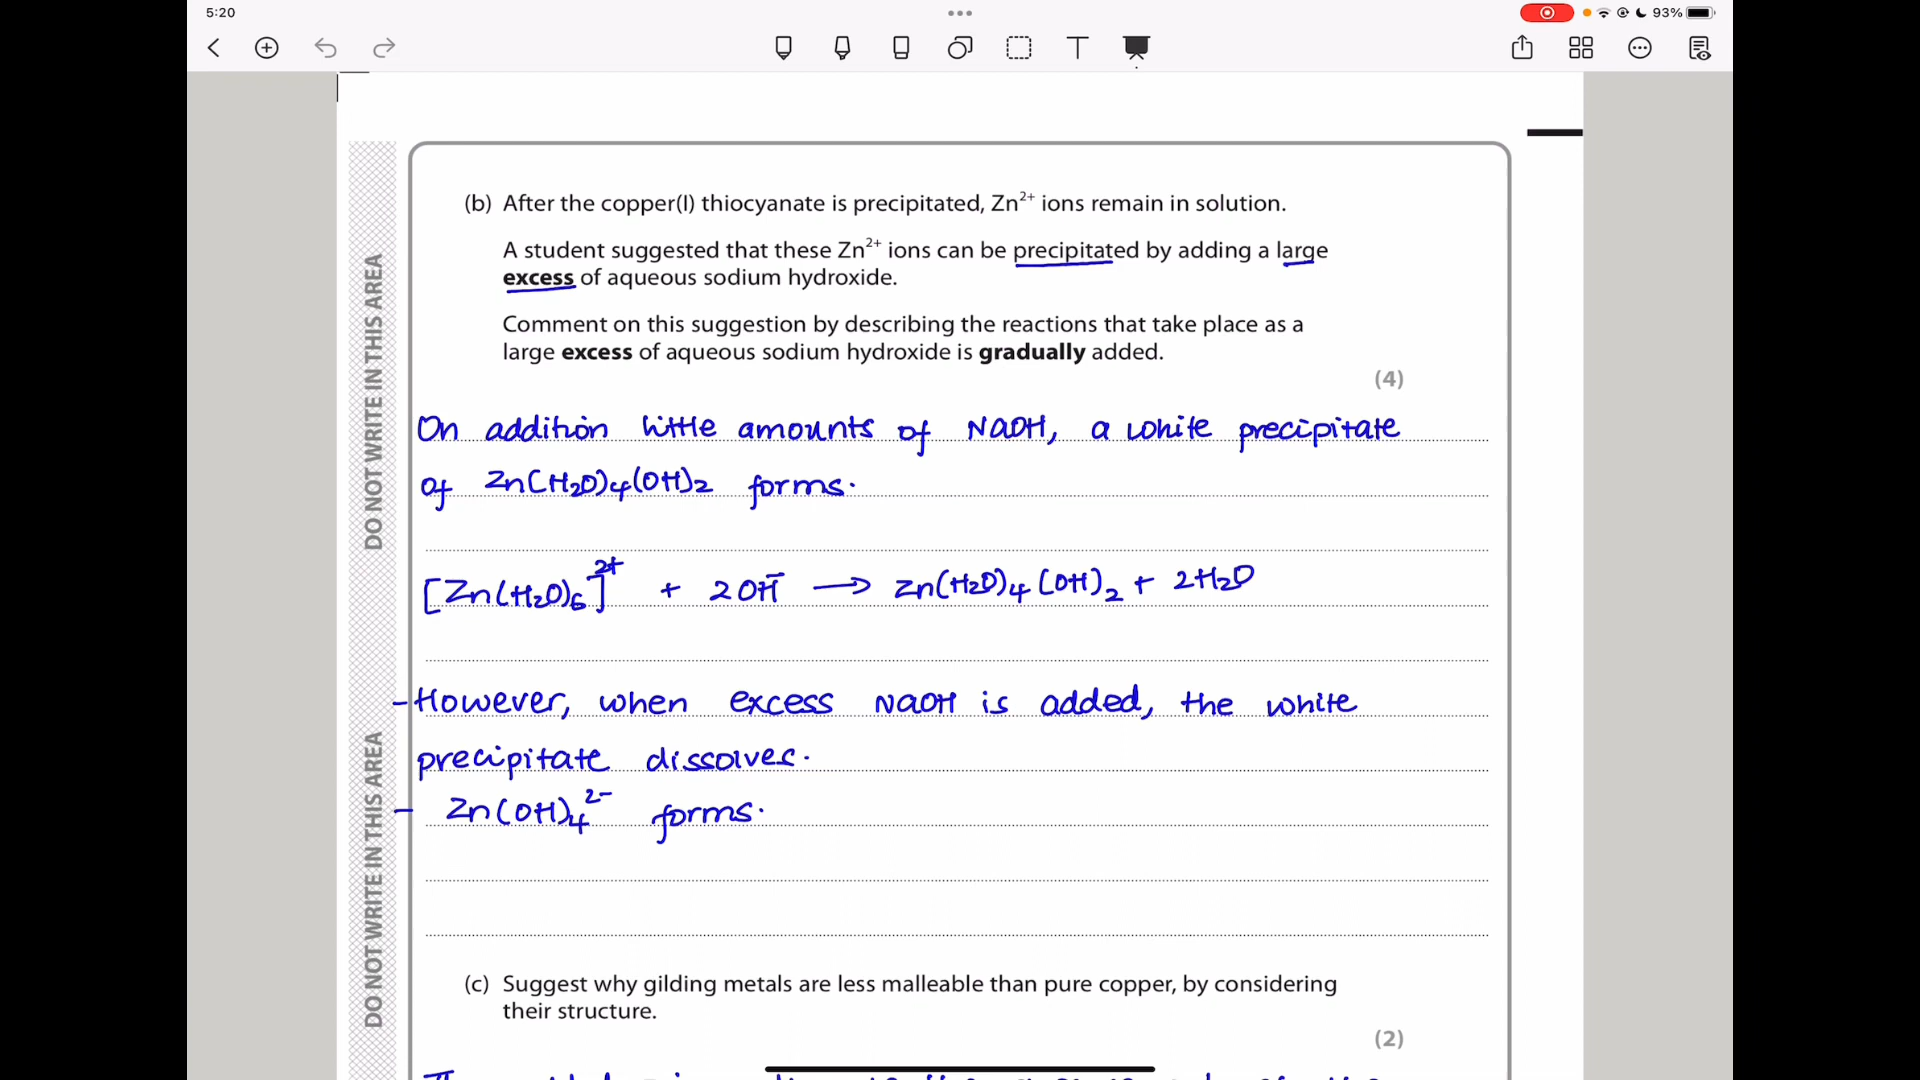 5:20
93%
DO NOT WRITE IN THIS AREA
DO NOT WRITE IN THIS AREA
(b) After the copper(I) thiocyanate is precipitated, Zn²⁺ ions remain in solution.
A student suggested that these Zn²⁺ ions can be precipitated by adding a large
excess of aqueous sodium hydroxide.
Comment on this suggestion by describing the reactions that take place as a
large excess of aqueous sodium hydroxide is gradually added.
(4)
On addition little amounts of NaOH, a white precipitate
of Zn(H₂O)₄(OH)₂ forms.
[Zn(H₂O)₆]²⁺ + 2OH⁻ → Zn(H₂O)₄(OH)₂ + 2H₂O
- However, when excess NaOH is added, the white
precipitate dissolves.
- Zn(OH)₄²⁻ forms.
(c) Suggest why gilding metals are less malleable than pure copper, by considering
their structure.
(2)